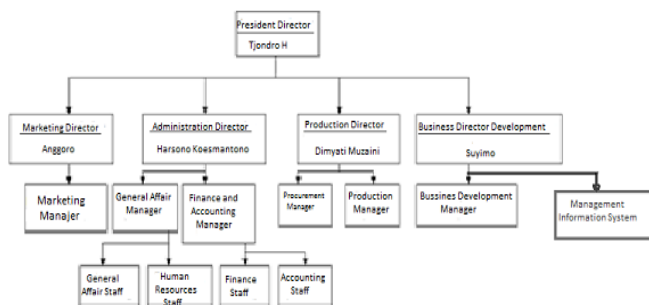 President Director
Tjondro H
Marketing Director
Anggoro
Administration Director
Harsono Koesmantono
Production Director
Dimyati Muzaini
Business Director Development
Suyimo
Marketing
Manajer
General Affair
Manager
Finance and
Accounting
Manager
Procurement
Manager
Production
Manager
Bussines Development
Manager
Management
Information System
General
Affair Staff
Human
Resources
Staff
Finance
Staff
Accounting
Staff